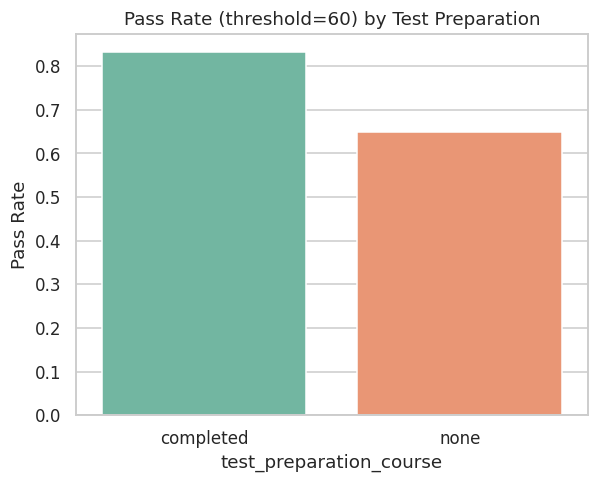 Pass Rate (threshold=60) by Test Preparation
0.8
0.7
0.6
0.5
0.4
0.3
0.2
0.1
0.0
Pass Rate
completed none
test_preparation_course